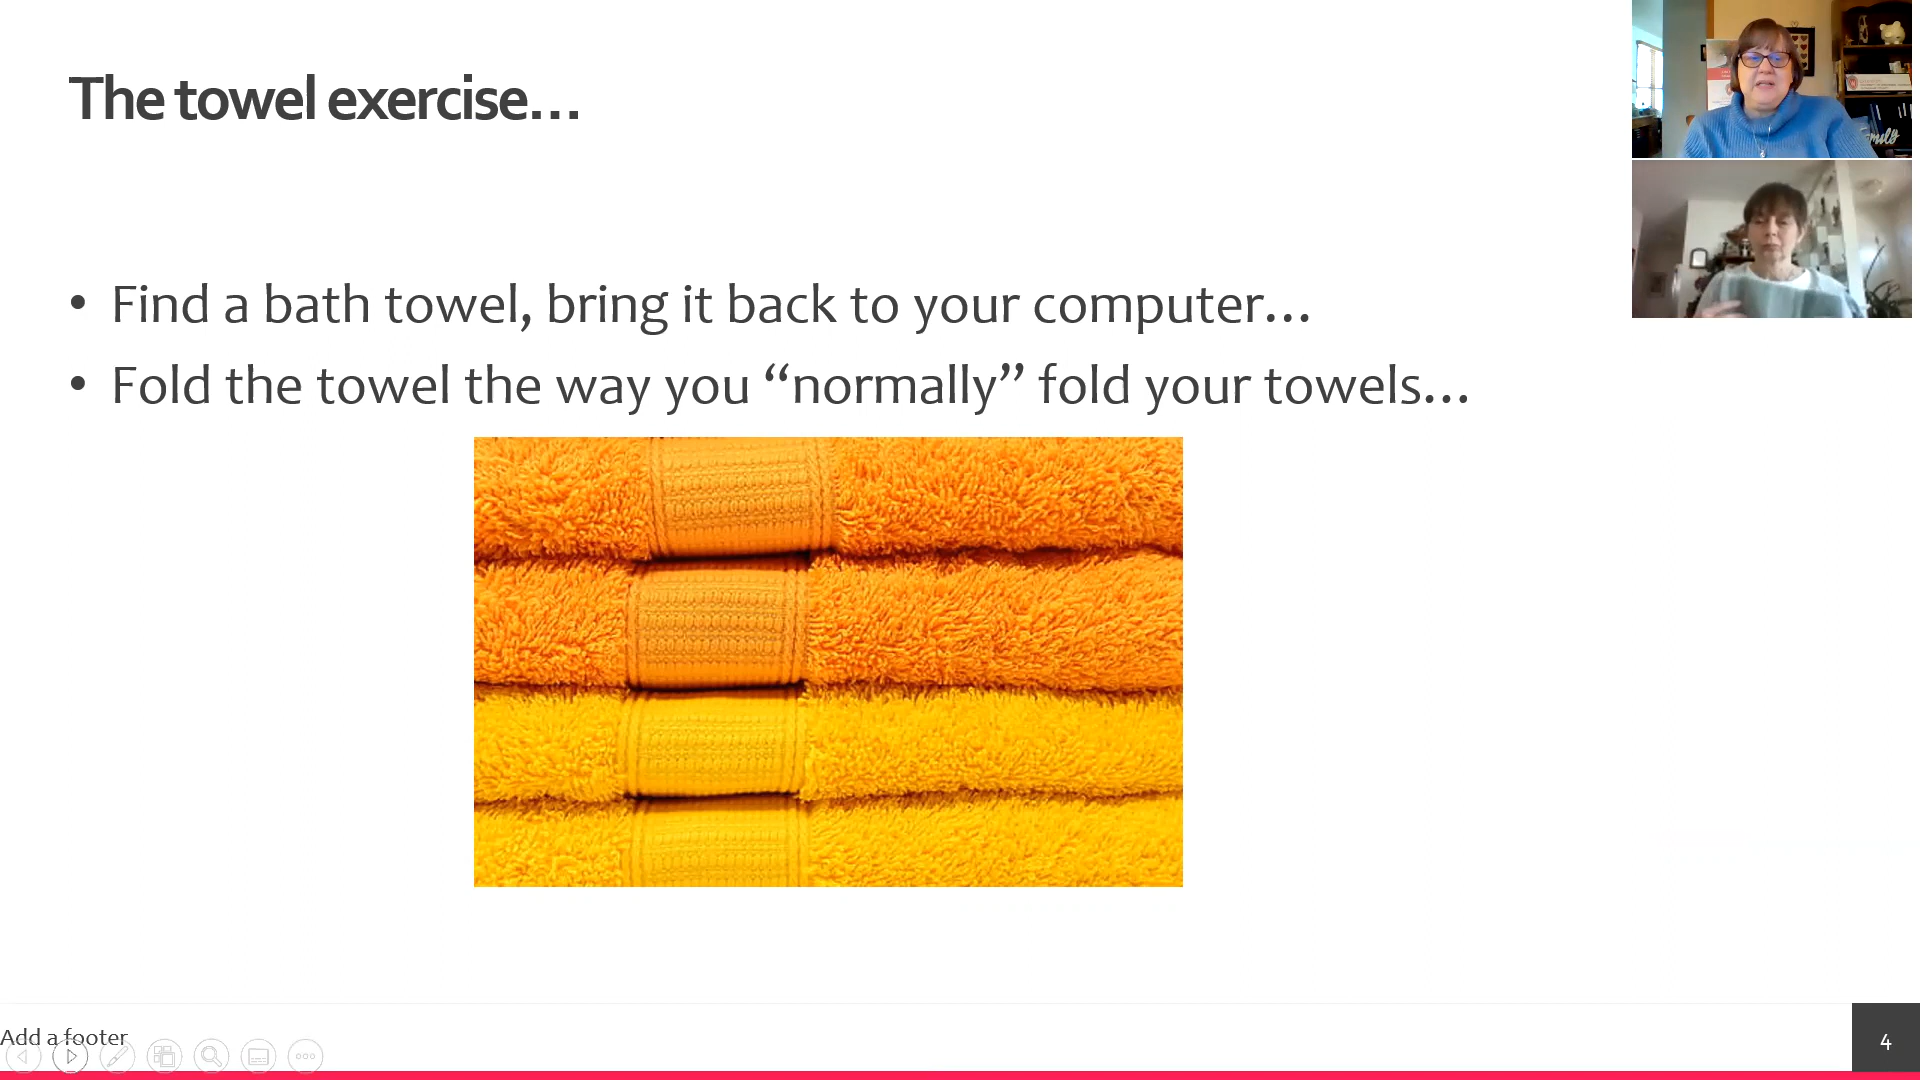 The towel exercise...
• Find a bath towel, bring it back to your computer...
• Fold the towel the way you “normally” fold your towels...
Add a footer
4
family